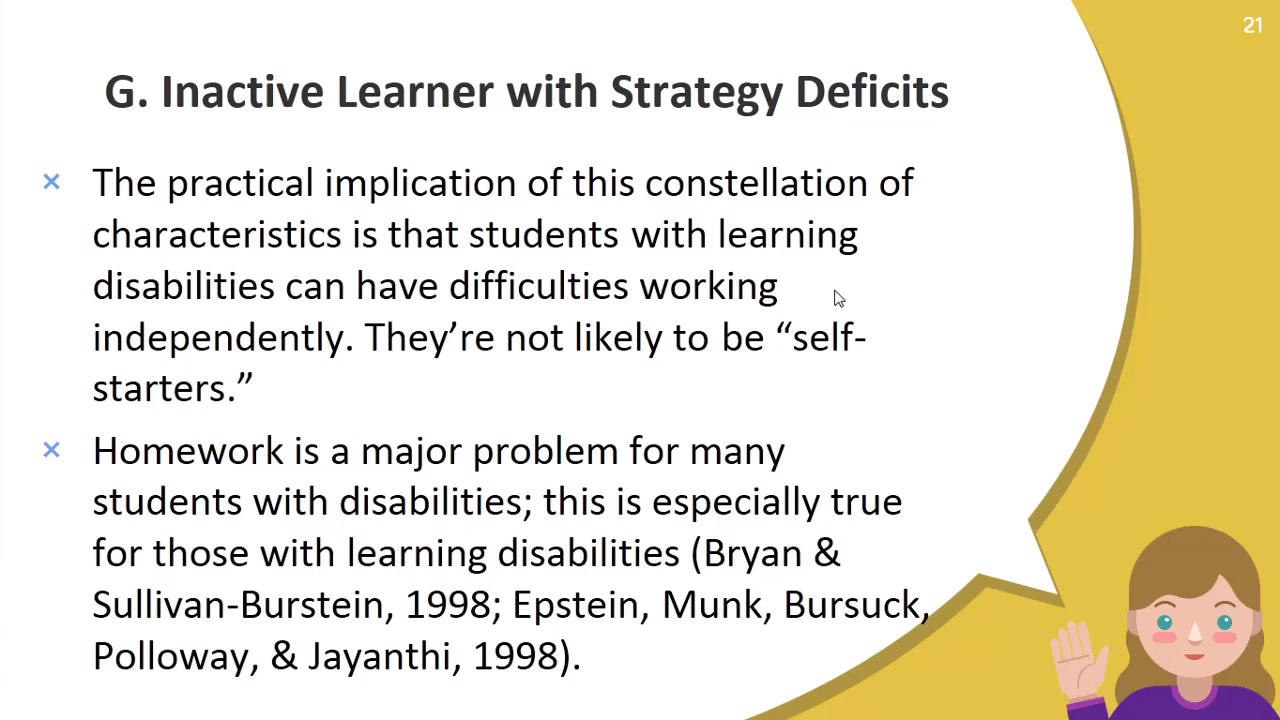 21
G. Inactive Learner with Strategy Deficits
× The practical implication of this constellation of
characteristics is that students with learning
disabilities can have difficulties working
independently. They’re not likely to be “self-
starters.”
× Homework is a major problem for many
students with disabilities; this is especially true
for those with learning disabilities (Bryan &
Sullivan-Burstein, 1998; Epstein, Munk, Bursuck,
Polloway, & Jayanthi, 1998).